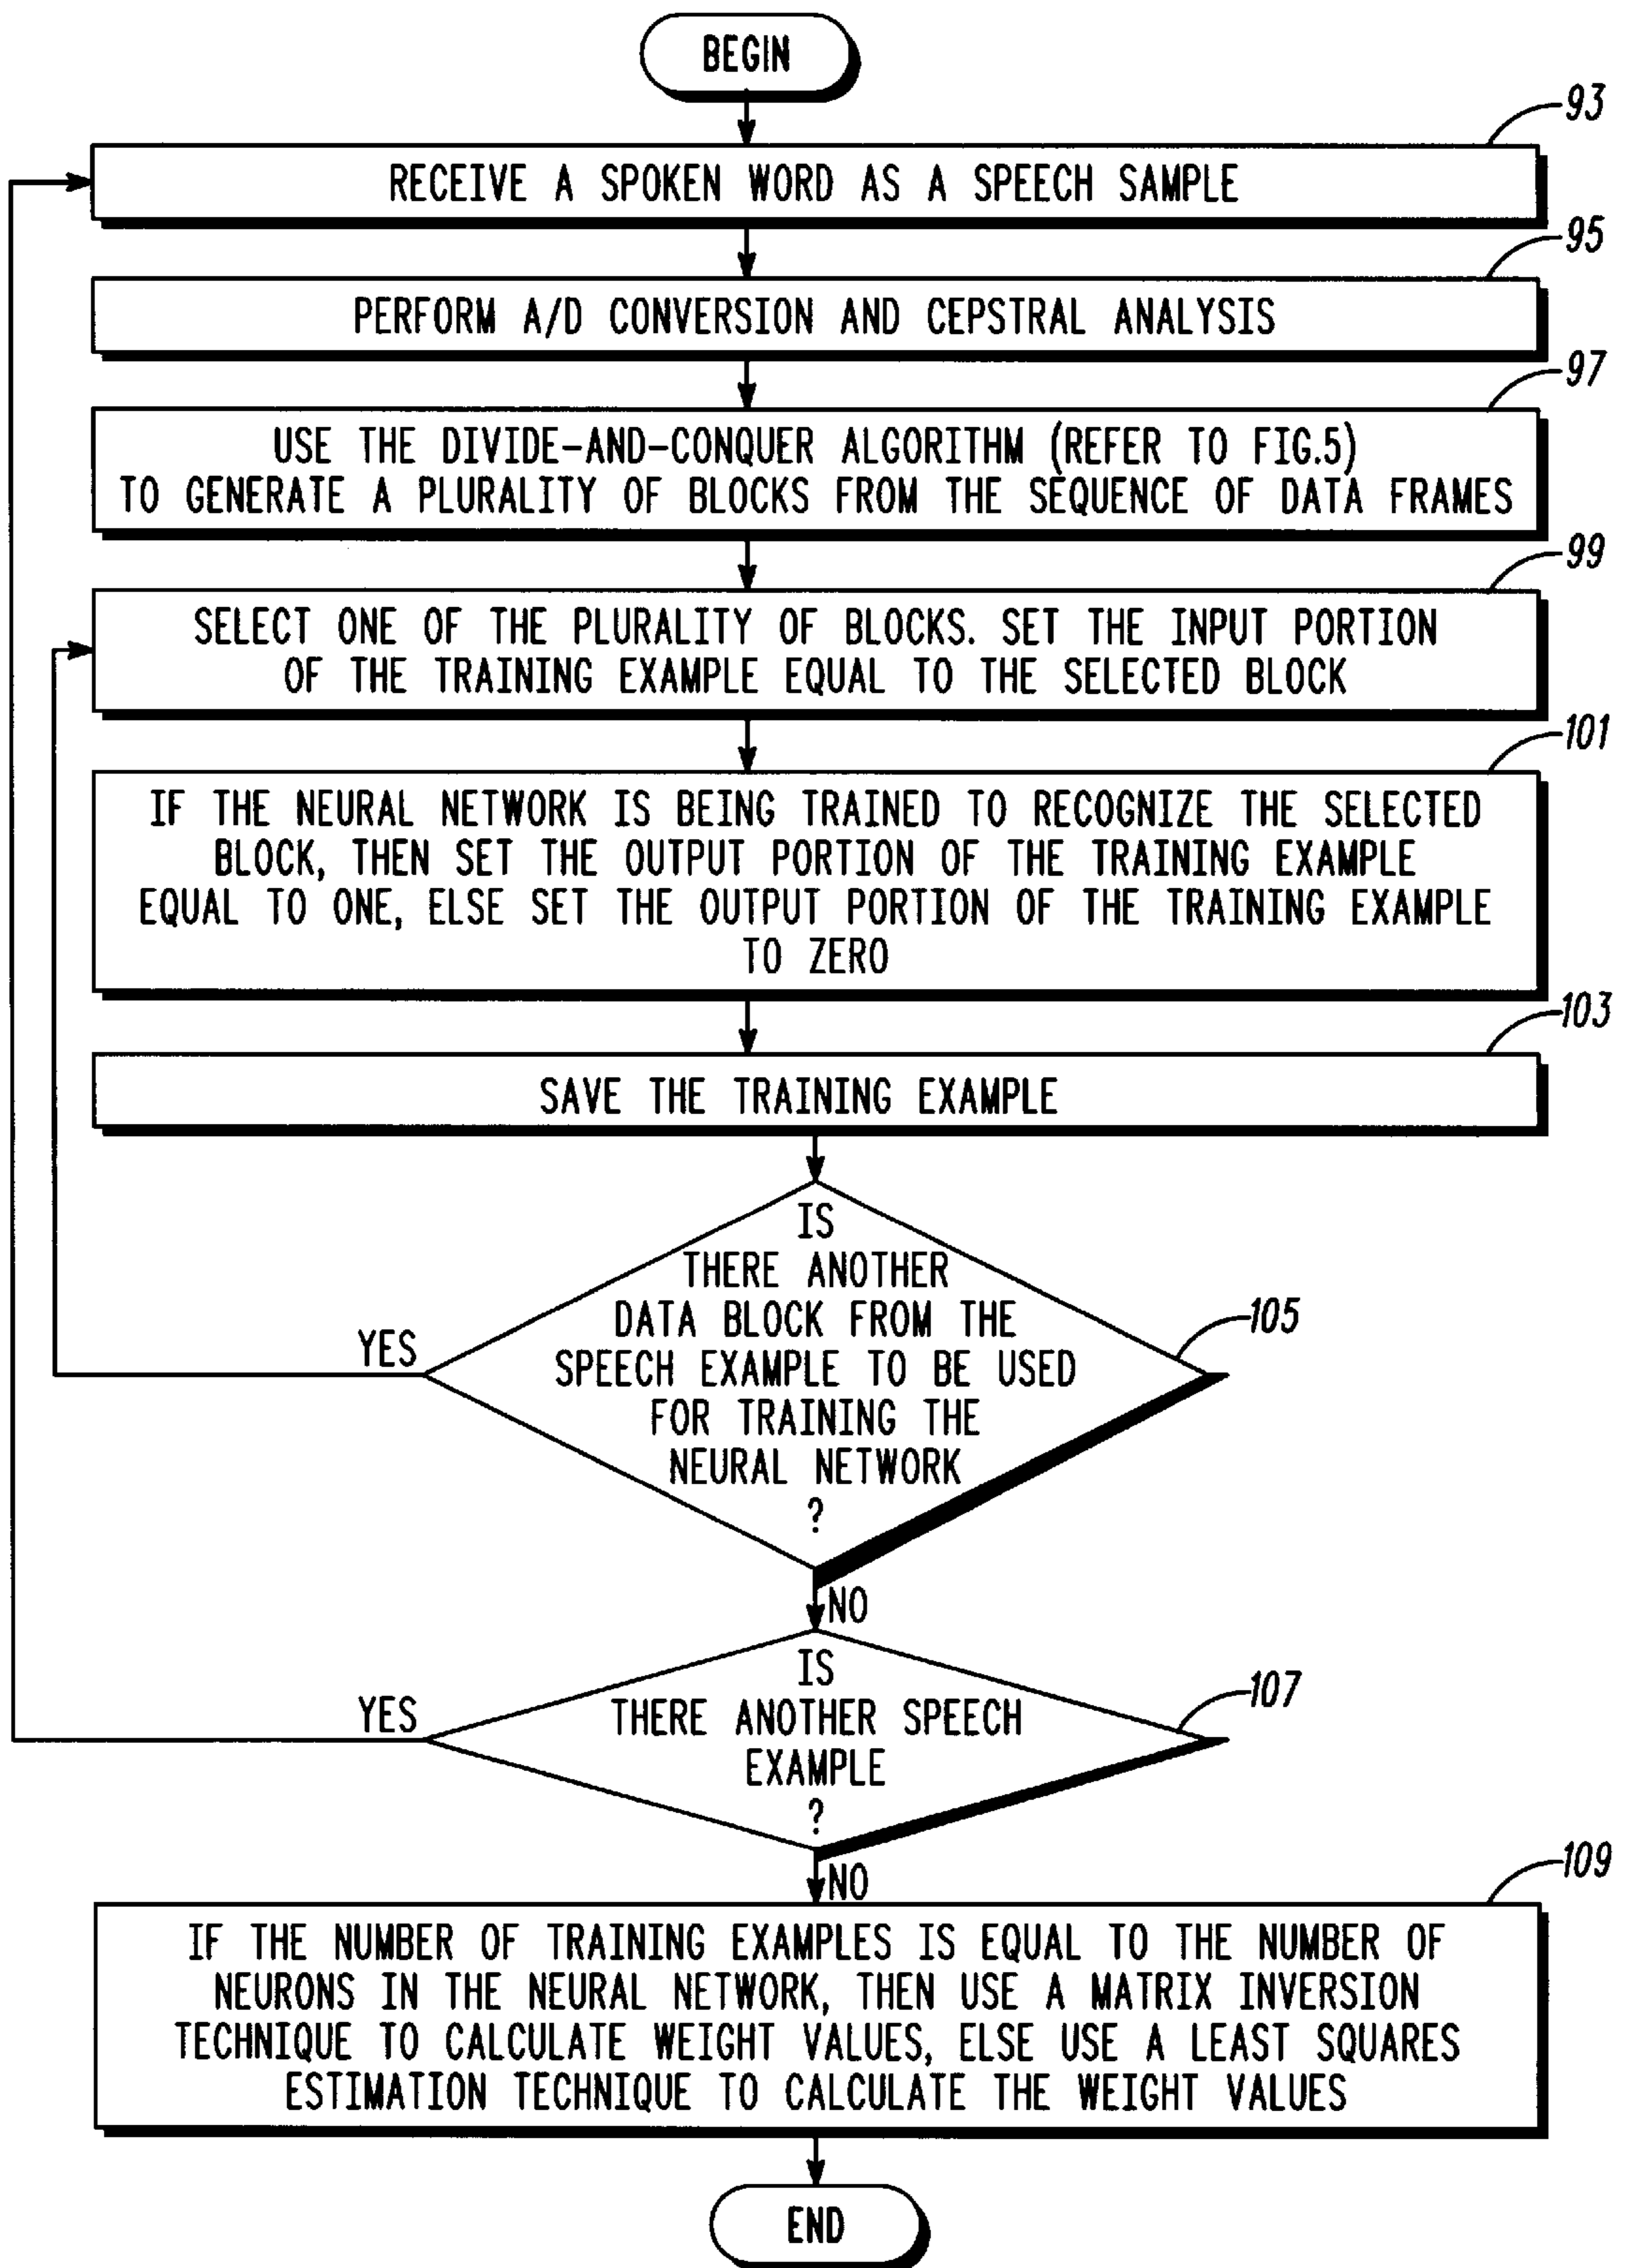 BEGIN
93
RECEIVE A SPOKEN WORD AS A SPEECH SAMPLE
95
PERFORM A/D CONVERSION AND CEPSTRAL ANALYSIS
97
USE THE DIVIDE-AND-CONQUER ALGORITHM (REFER TO FIG.5)
TO GENERATE A PLURALITY OF BLOCKS FROM THE SEQUENCE OF DATA FRAMES
99
SELECT ONE OF THE PLURALITY OF BLOCKS. SET THE INPUT PORTION
OF THE TRAINING EXAMPLE EQUAL TO THE SELECTED BLOCK
101
IF THE NEURAL NETWORK IS BEING TRAINED TO RECOGNIZE THE SELECTED
BLOCK, THEN SET THE OUTPUT PORTION OF THE TRAINING EXAMPLE
EQUAL TO ONE, ELSE SET THE OUTPUT PORTION OF THE TRAINING EXAMPLE
TO ZERO
103
SAVE THE TRAINING EXAMPLE
IS
THERE ANOTHER
DATA BLOCK FROM THE
SPEECH EXAMPLE TO BE USED
FOR TRAINING THE
NEURAL NETWORK
?
105
YES
NO
IS
THERE ANOTHER SPEECH
EXAMPLE
?
107
YES
NO
109
IF THE NUMBER OF TRAINING EXAMPLES IS EQUAL TO THE NUMBER OF
NEURONS IN THE NEURAL NETWORK, THEN USE A MATRIX INVERSION
TECHNIQUE TO CALCULATE WEIGHT VALUES, ELSE USE A LEAST SQUARES
ESTIMATION TECHNIQUE TO CALCULATE THE WEIGHT VALUES
END